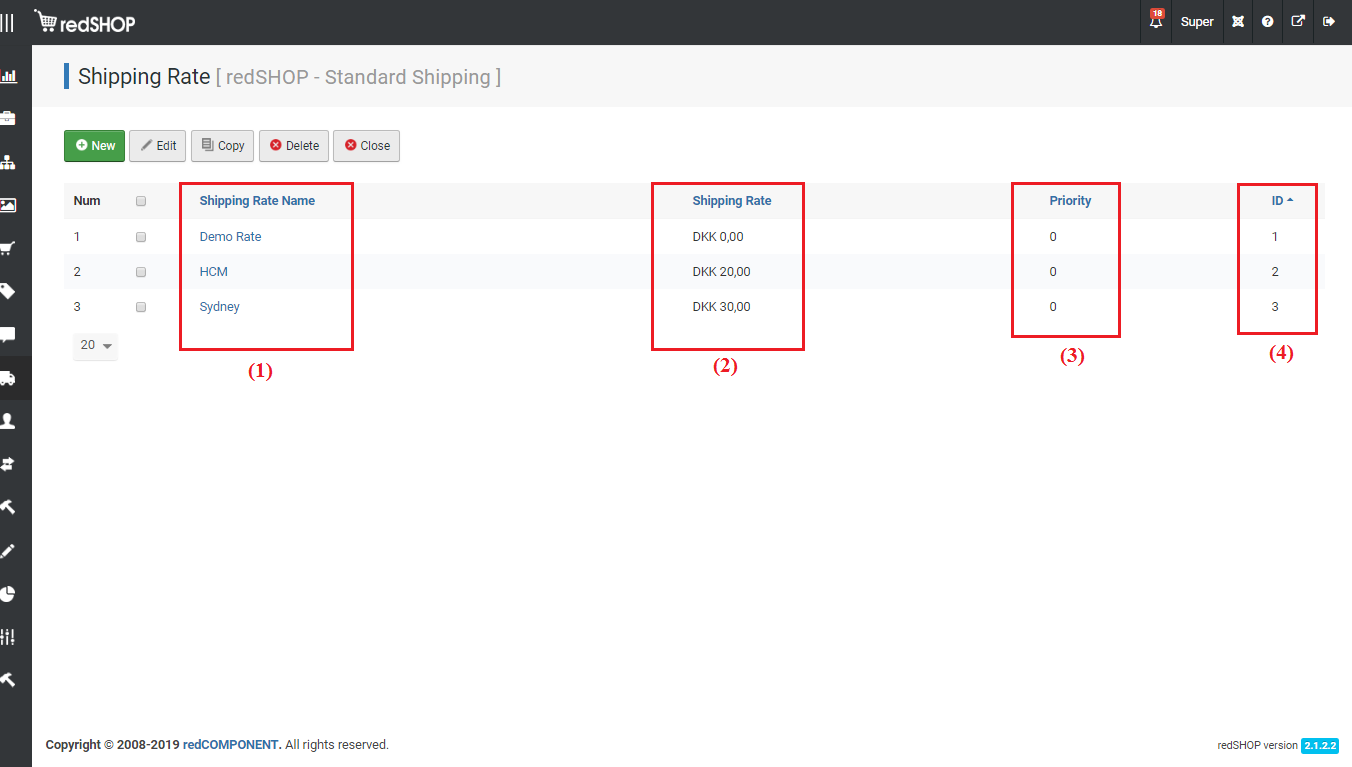 redSHOP 18 Super
Shipping Rate [ redSHOP - Standard Shipping ]
New Edit Copy Delete Close
Num Shipping Rate Name Shipping Rate Priority ID
1 Demo Rate DKK 0,00 0 1
2 HCM DKK 20,00 0 2
3 Sydney DKK 30,00 0 3
20
(1) (2) (3) (4)
Copyright © 2008-2019 redCOMPONENT. All rights reserved. redSHOP version 2.1.2.2